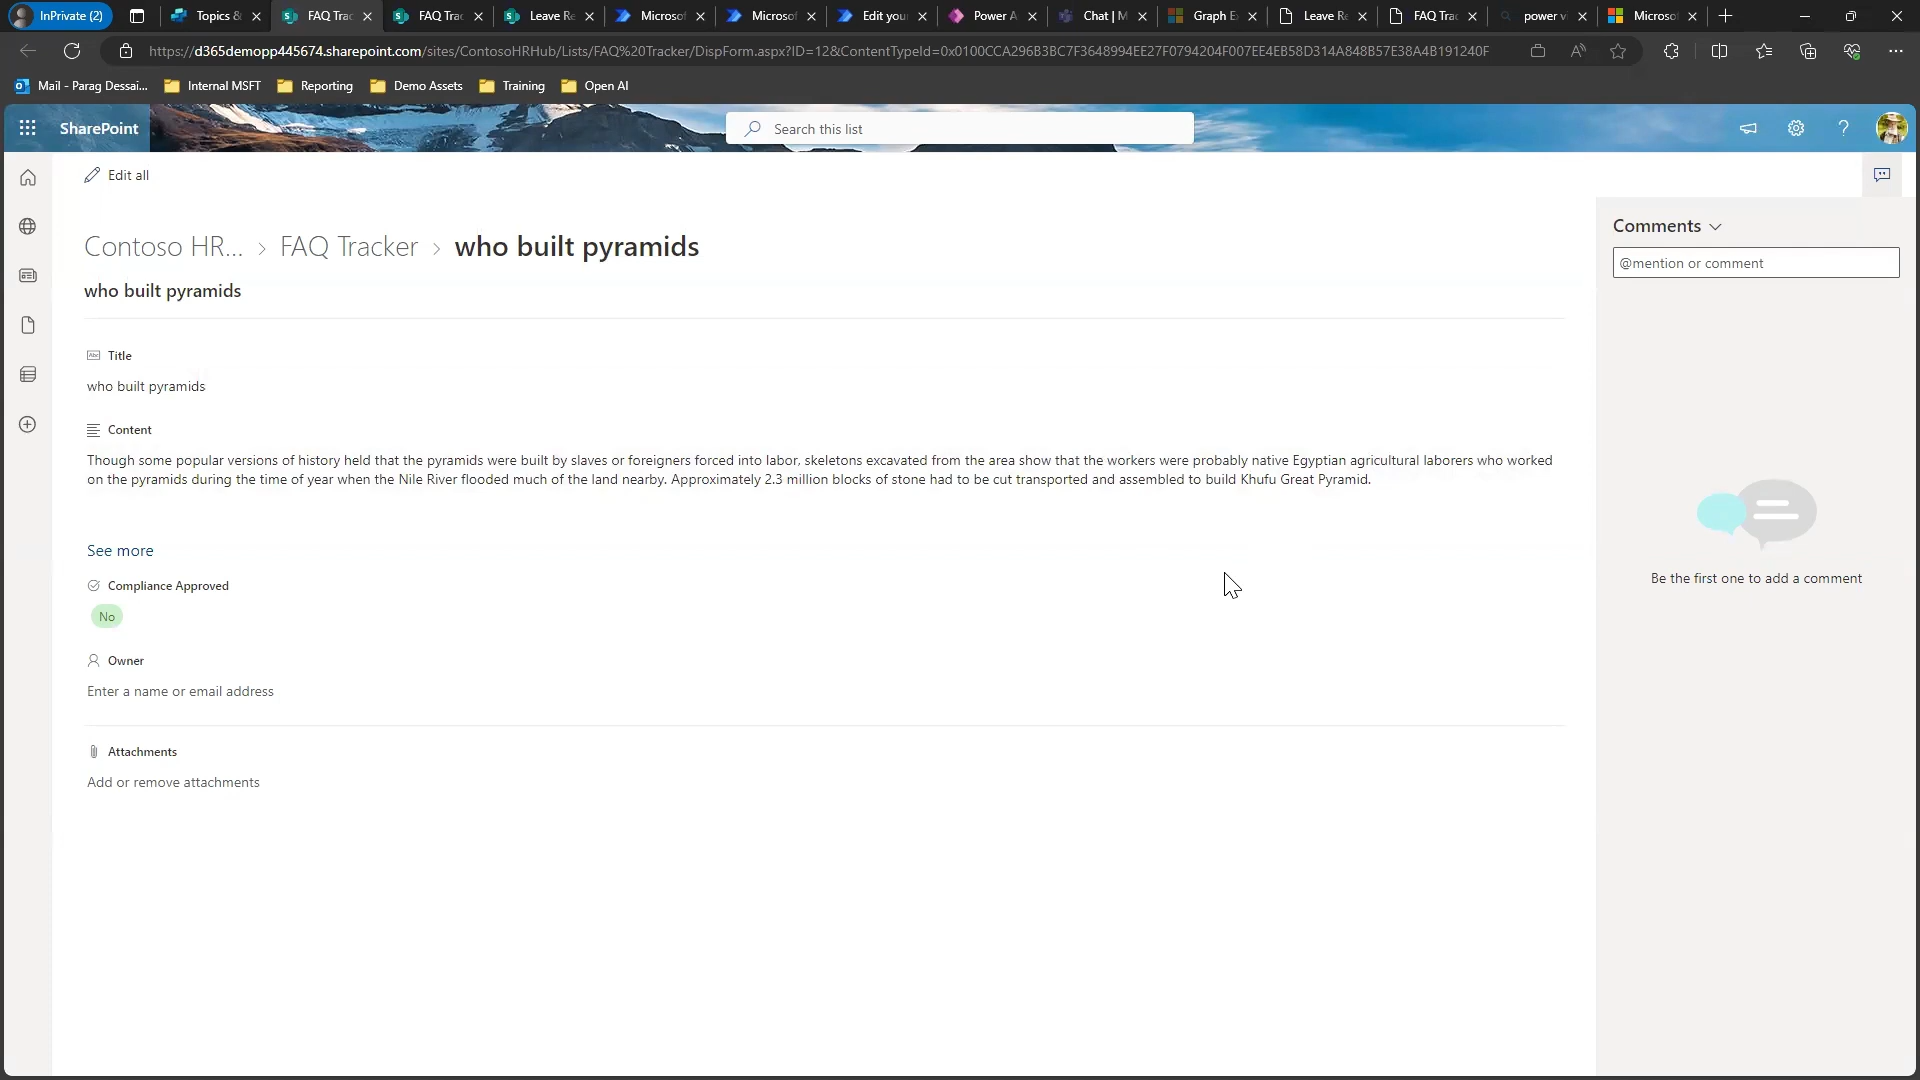 InPrivate (2)
Topics &
FAQ Trac
FAQ Trac
Leave Re
Microsof
Microsof
Edit your
Power A
Chat | M
Graph E
Leave Re
FAQ Trac
power v
Microsof
https://d365demopp445674.sharepoint.com/sites/ContosoHRHub/Lists/FAQ%20Tracker/DispForm.aspx?ID=12&ContentTypeId=0x0100CCA296B3BC7F3648994EE27F0794204F007EE4EB58D314A848B57E38A4B191240F
Mail - Parag Dessai...
Internal MSFT
Reporting
Demo Assets
Training
Open AI
SharePoint
Search this list
Edit all
Contoso HR... > FAQ Tracker > who built pyramids
who built pyramids
Title
who built pyramids
Content
Though some popular versions of history held that the pyramids were built by slaves or foreigners forced into labor, skeletons excavated from the area show that the workers were probably native Egyptian agricultural laborers who worked
on the pyramids during the time of year when the Nile River flooded much of the land nearby. Approximately 2.3 million blocks of stone had to be cut transported and assembled to build Khufu Great Pyramid.
See more
Compliance Approved
No
Owner
Enter a name or email address
Attachments
Add or remove attachments
Comments
@mention or comment
Be the first one to add a comment